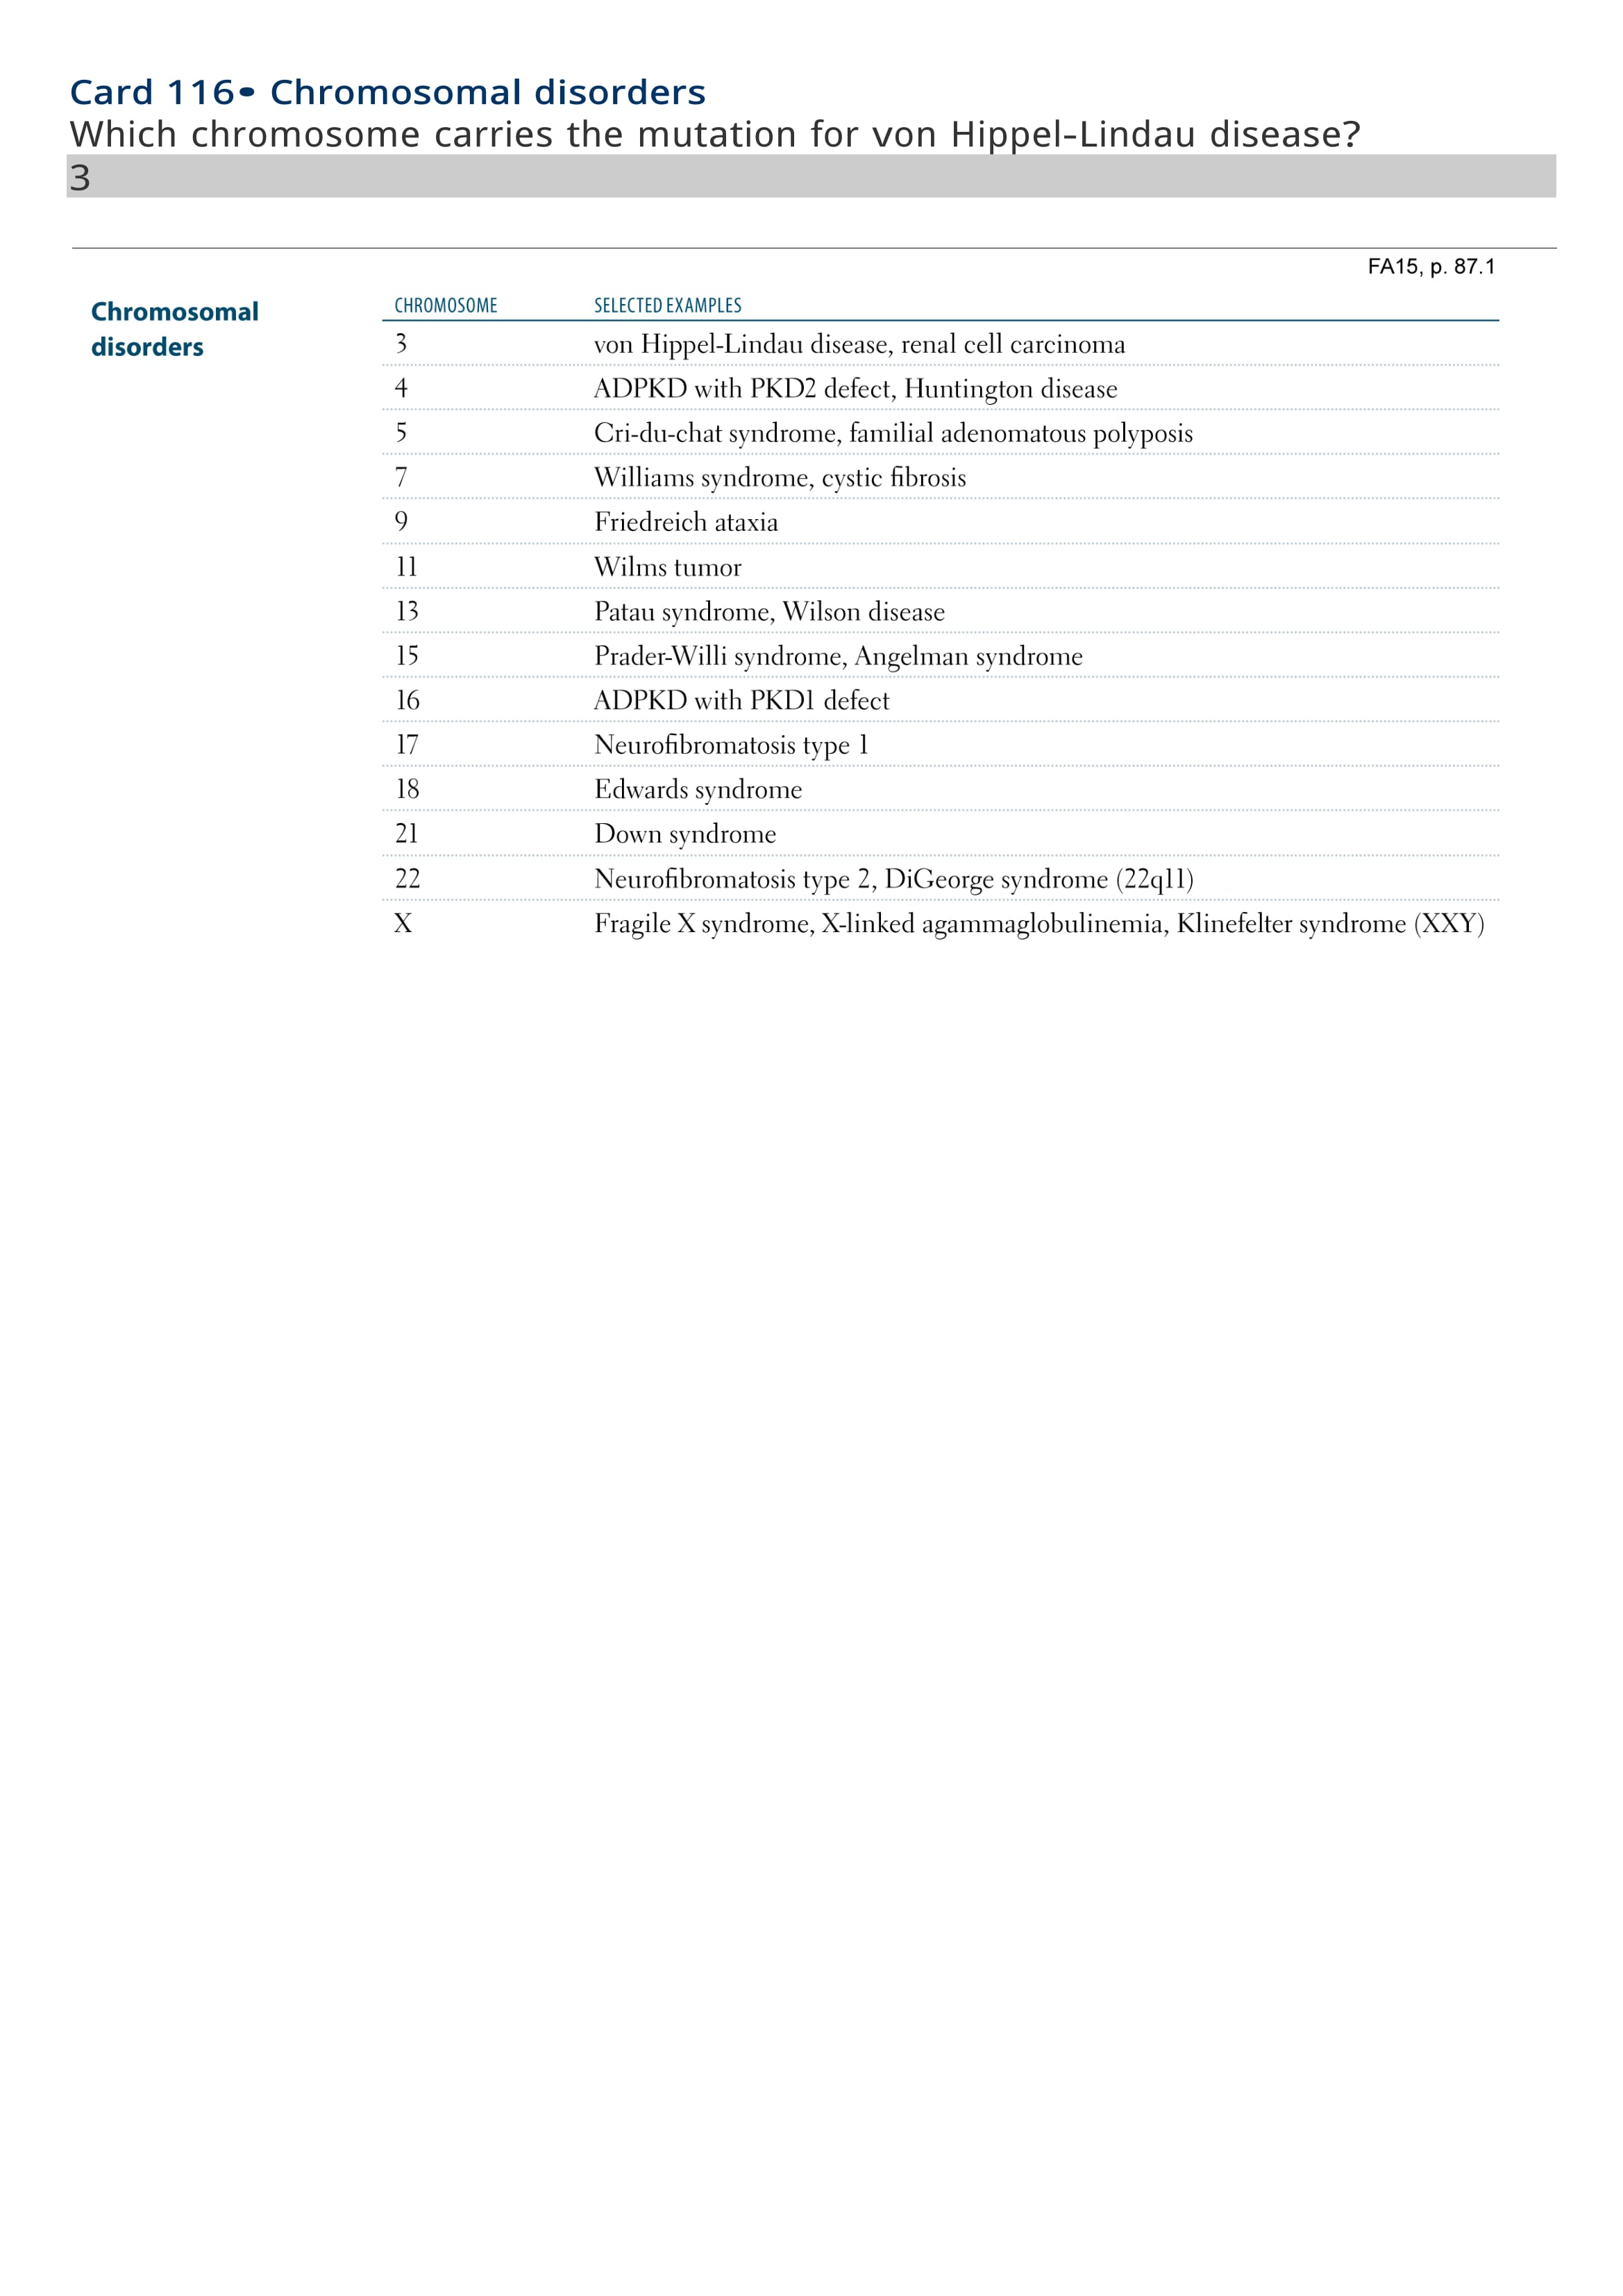 Card 116• Chromosomal disorders
Which chromosome carries the mutation for von Hippel-Lindau disease?
3
FA15, p. 87.1
Chromosomal
disorders
CHROMOSOME SELECTED EXAMPLES
3 von Hippel-Lindau disease, renal cell carcinoma
4 ADPKD with PKD2 defect, Huntington disease
5 Cri-du-chat syndrome, familial adenomatous polyposis
7 Williams syndrome, cystic fibrosis
9 Friedreich ataxia
11 Wilms tumor
13 Patau syndrome, Wilson disease
15 Prader-Willi syndrome, Angelman syndrome
16 ADPKD with PKD1 defect
17 Neurofibromatosis type 1
18 Edwards syndrome
21 Down syndrome
22 Neurofibromatosis type 2, DiGeorge syndrome (22q11)
X Fragile X syndrome, X-linked agammaglobulinemia, Klinefelter syndrome (XXY)